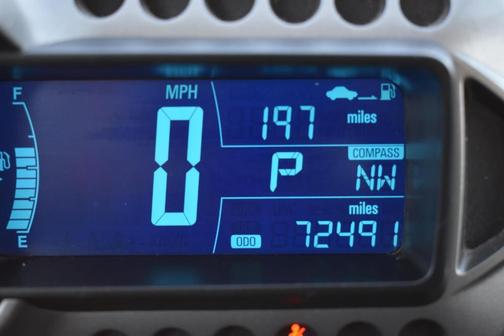 F
MPH
197 miles
COMPASS
0
P
NW
E
miles
ODO
72491